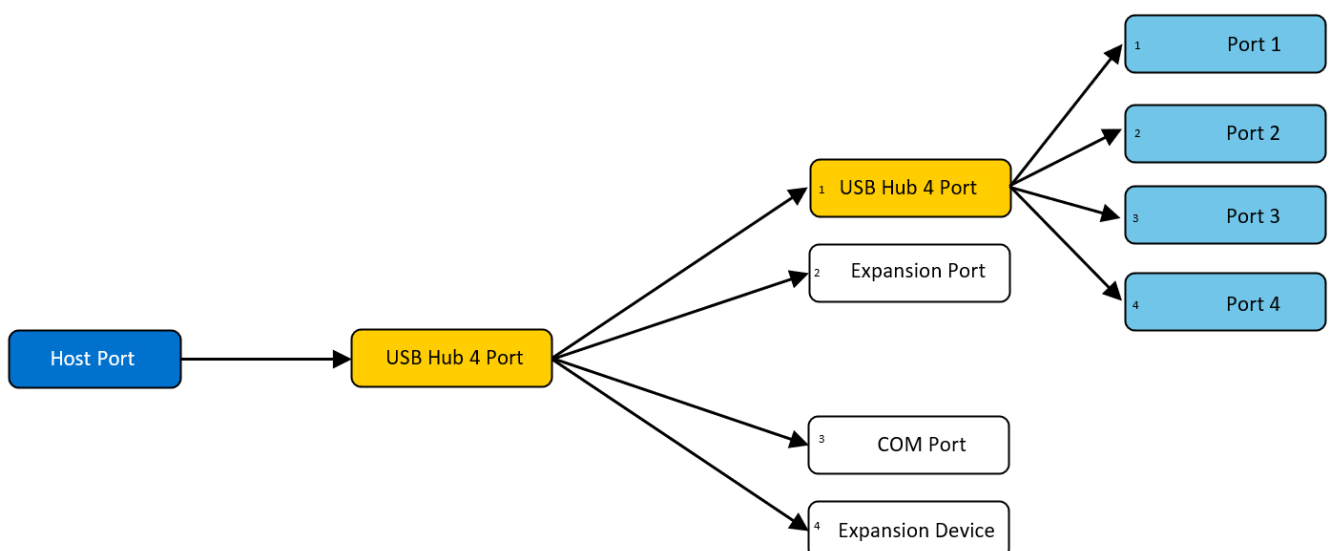 1 Port 1
2 Port 2
1 USB Hub 4 Port
3 Port 3
2 Expansion Port
4 Port 4
Host Port
USB Hub 4 Port
3 COM Port
4 Expansion Device